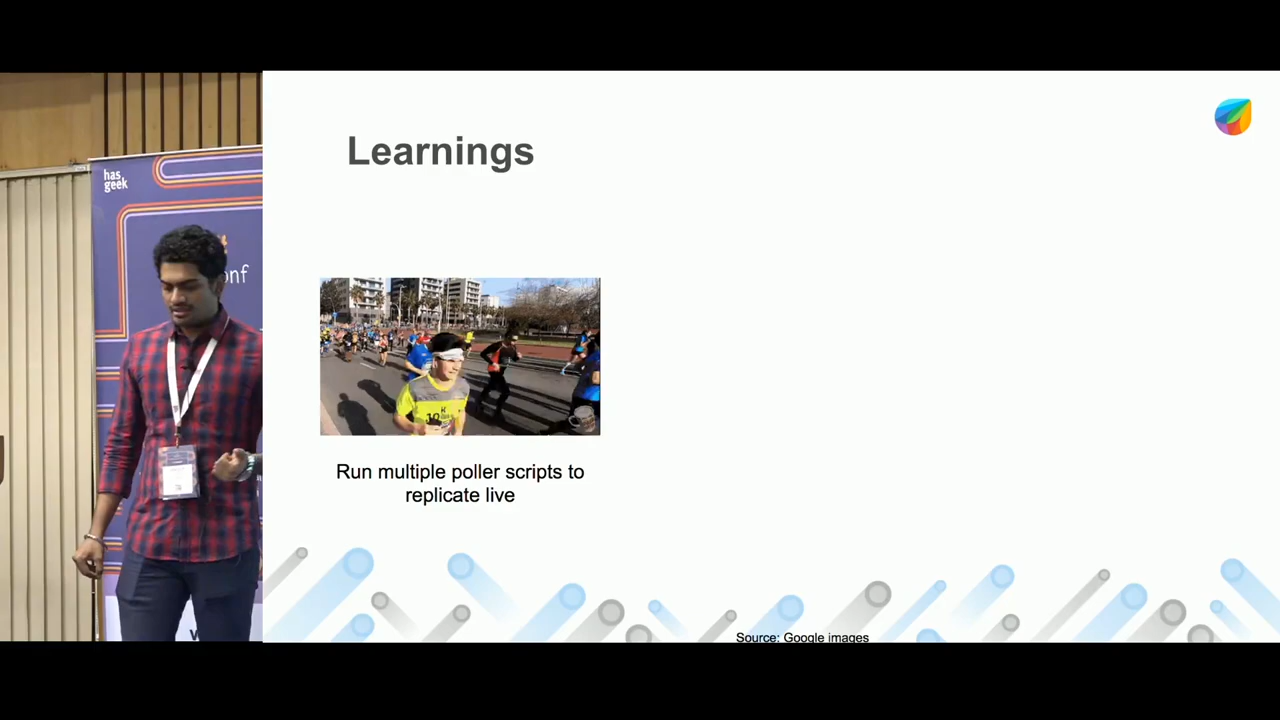 has
geek
onf
Learnings
Run multiple poller scripts to
replicate live
Source: Google images